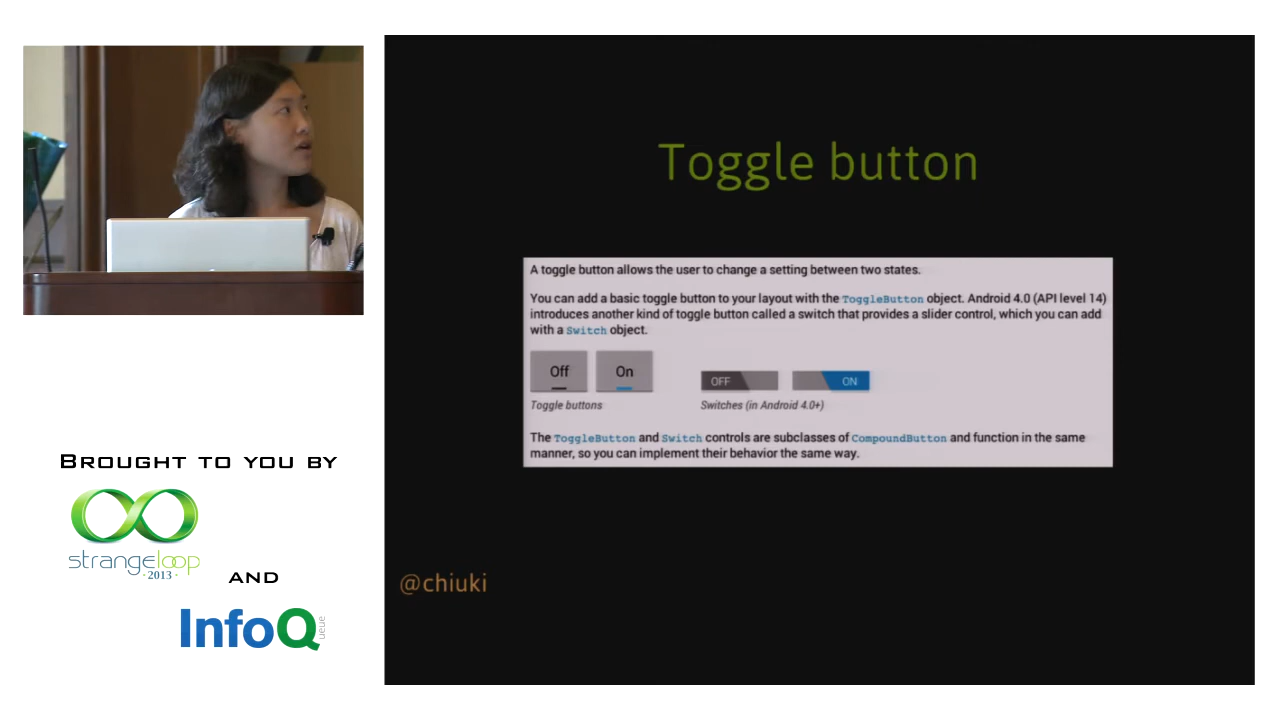 Toggle button
A toggle button allows the user to change a setting between two states.
You can add a basic toggle button to your layout with the ToggleButton object. Android 4.0 (API level 14)
introduces another kind of toggle button called a switch that provides a slider control, which you can add
with a Switch object.
Off On OFF ON
Toggle buttons Switches (in Android 4.0+)
The ToggleButton and Switch controls are subclasses of CompoundButton and function in the same
manner, so you can implement their behavior the same way.
@chiuki
BROUGHT TO YOU BY
strangeloop
·2013·
AND
InfoQ
ueue